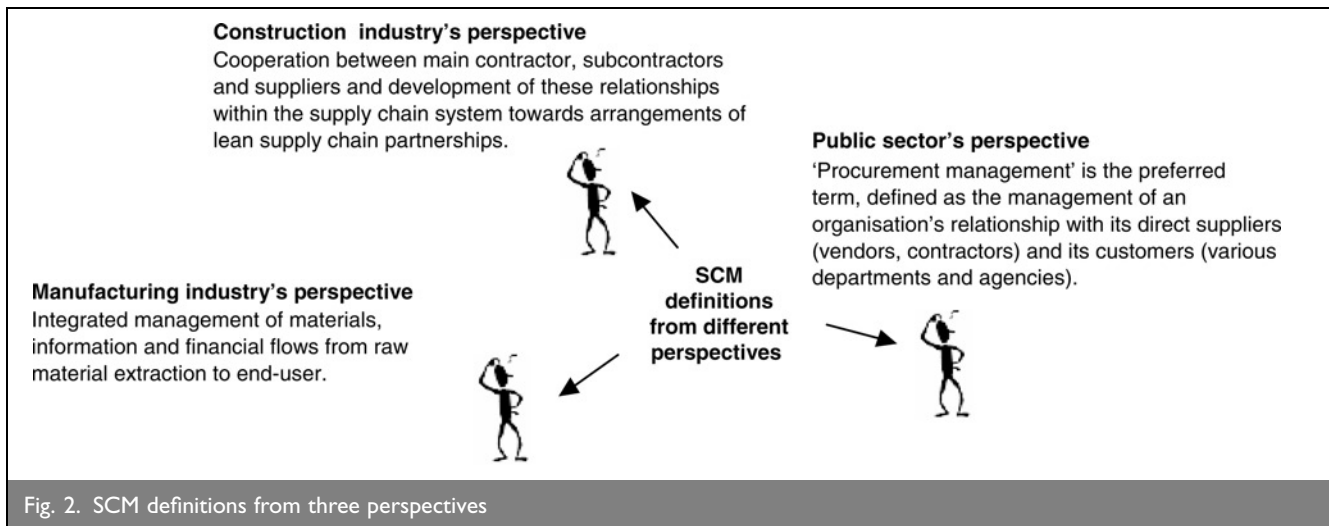 Construction industry's perspective
Cooperation between main contractor, subcontractors
and suppliers and development of these relationships
within the supply chain system towards arrangements of
lean supply chain partnerships.
Public sector's perspective
'Procurement management' is the preferred
term, defined as the management of an
organisation's relationship with its direct suppliers
(vendors, contractors) and its customers (various
departments and agencies).
SCM
definitions
from different
perspectives
Manufacturing industry's perspective
Integrated management of materials,
information and financial flows from raw
material extraction to end-user.
Fig. 2. SCM definitions from three perspectives